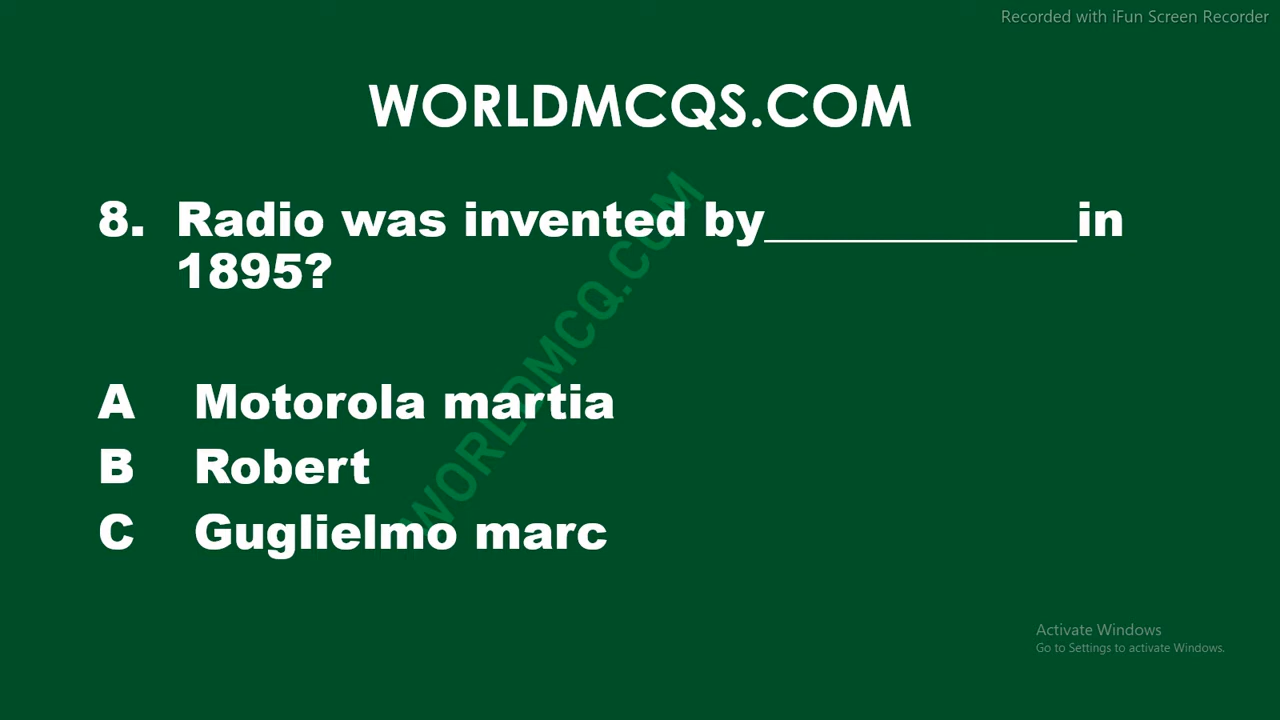 Recorded with iFun Screen Recorder
WORLDMCQS.COM
8. Radio was invented by_____________in
1895?
A Motorola martia
B Robert
C Guglielmo marc
WORLDMCQ.COM
Activate Windows
Go to Settings to activate Windows.